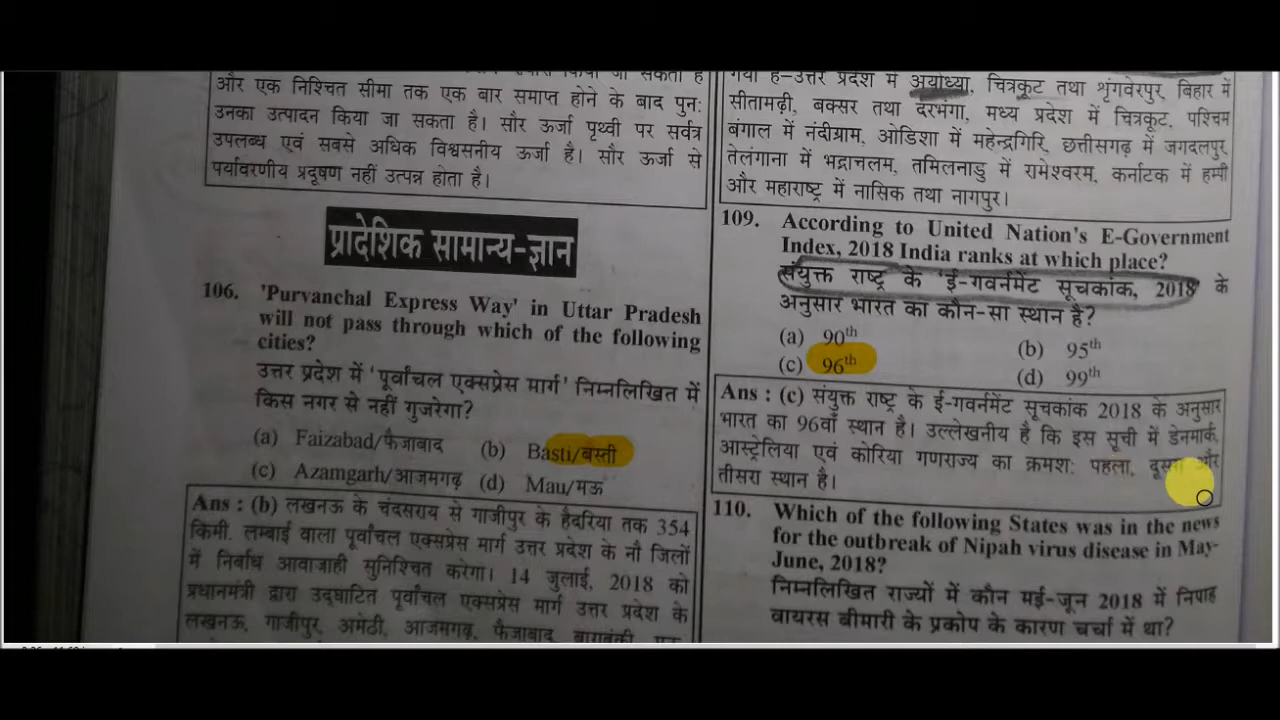 और एक निश्चित सीमा तक एक बार समाप्त होने के बाद पुन:
उनका उत्पादन किया जा सकता है। सौर ऊर्जा पृथ्वी पर सर्वत्र
उपलब्ध एवं सबसे अधिक विश्वसनीय ऊर्जा है। सौर ऊर्जा से
पर्यावरणीय प्रदूषण नहीं उत्पन्न होता है।
प्रादेशिक सामान्य-ज्ञान
106. 'Purvanchal Express Way' in Uttar Pradesh
will not pass through which of the following
cities?
उत्तर प्रदेश में 'पूर्वांचल एक्सप्रेस मार्ग' निम्नलिखित में
किस नगर से नहीं गुजरेगा?
(a) Faizabad/फैजाबाद (b) Basti/बस्ती
(c) Azamgarh/आजमगढ़ (d) Mau/मऊ
Ans : (b) लखनऊ के चंदसराय से गाजीपुर के हैदरिया तक 354
किमी. लम्बाई वाला पूर्वांचल एक्सप्रेस मार्ग उत्तर प्रदेश के नौ जिलों
में निर्बाध आवाजाही सुनिश्चित करेगा। 14 जुलाई, 2018 को
प्रधानमंत्री द्वारा उद्घाटित पूर्वांचल एक्सप्रेस मार्ग उत्तर प्रदेश के
लखनऊ, गाजीपुर, अमेठी, आजमगढ़, फैजाबाद, बाराबंकी,
गया है–उत्तर प्रदेश में अयोध्या, चित्रकूट तथा शृंगवेरपुर, बिहार में
सीतामढ़ी, बक्सर तथा दरभंगा, मध्य प्रदेश में चित्रकूट, पश्चिम
बंगाल में नंदीग्राम, ओडिशा में महेन्द्रगिरि, छत्तीसगढ़ में जगदलपुर,
तेलंगाना में भद्राचलम, तमिलनाडु में रामेश्वरम, कर्नाटक में हम्पी
और महाराष्ट्र में नासिक तथा नागपुर।
109. According to United Nation's E-Government
Index, 2018 India ranks at which place?
संयुक्त राष्ट्र के 'ई-गवर्नमेंट सूचकांक, 2018' के
अनुसार भारत का कौन-सा स्थान है?
(a) 90th (b) 95th
(c) 96th (d) 99th
Ans : (c) संयुक्त राष्ट्र के ई-गवर्नमेंट सूचकांक 2018 के अनुसार
भारत का 96वाँ स्थान है। उल्लेखनीय है कि इस सूची में डेनमार्क,
आस्ट्रेलिया एवं कोरिया गणराज्य का क्रमश: पहला, दूसरा और
तीसरा स्थान है।
110. Which of the following States was in the news
for the outbreak of Nipah virus disease in May-
June, 2018?
निम्नलिखित राज्यों में कौन मई-जून 2018 में निपाह
वायरस बीमारी के प्रकोप के कारण चर्चा में था?